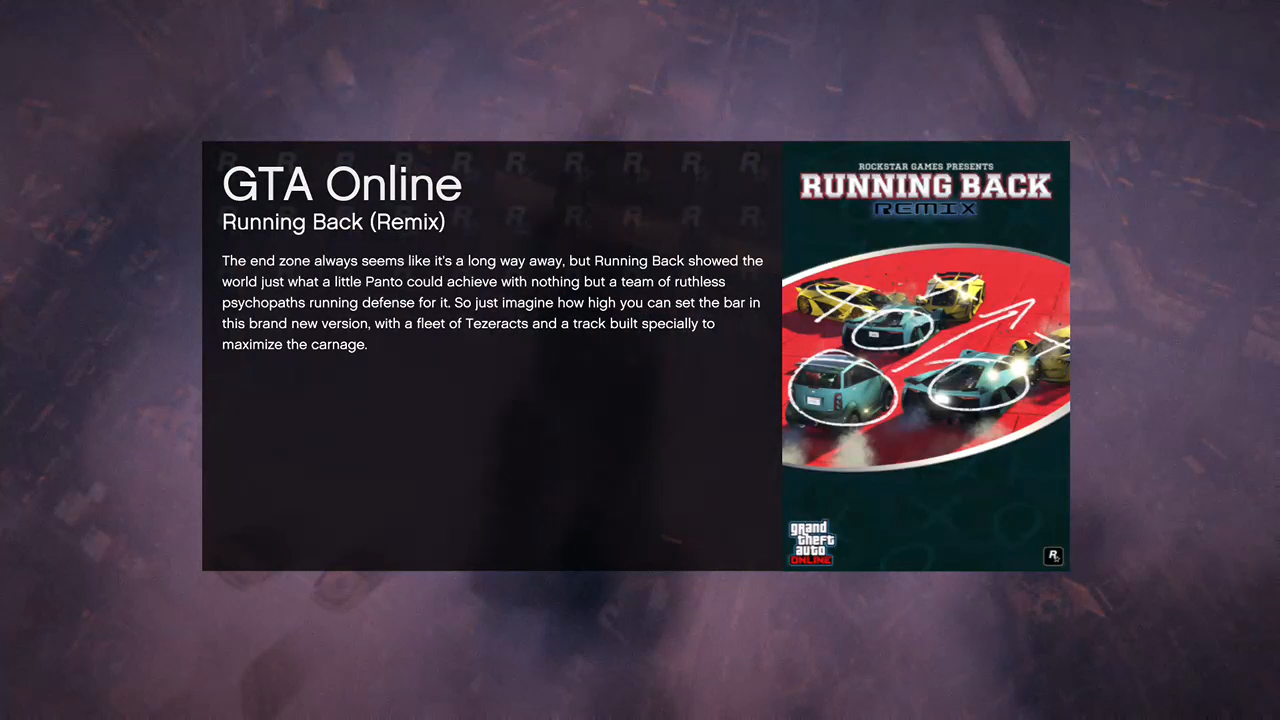 GTA Online
Running Back (Remix)
The end zone always seems like it's a long way away, but Running Back showed the
world just what a little Panto could achieve with nothing but a team of ruthless
psychopaths running defense for it. So just imagine how high you can set the bar in
this brand new version, with a fleet of Tezeracts and a track built specially to
maximize the carnage.
ROCKSTAR GAMES PRESENTS
RUNNING BACK
REMIX
grand
theft
auto
ONLINE
R